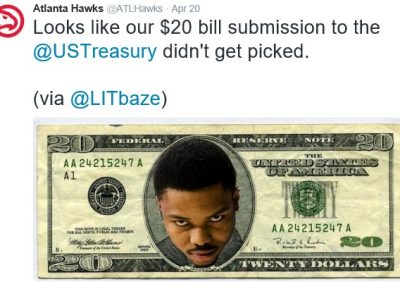 Atlanta Hawks @ATLHawks · Apr 20
Looks like our $20 bill submission to the
@USTreasury didn't get picked.
(via @LITbaze)
20 FEDERAL RESERVE NOTE 20
THE
UNITED STATES
OF AMERICA
AA 24215247 A
A1
THIS NOTE IS LEGAL TENDER
FOR ALL DEBTS, PUBLIC AND PRIVATE
AA 24215247 A
20
20 TWENTY DOLLARS